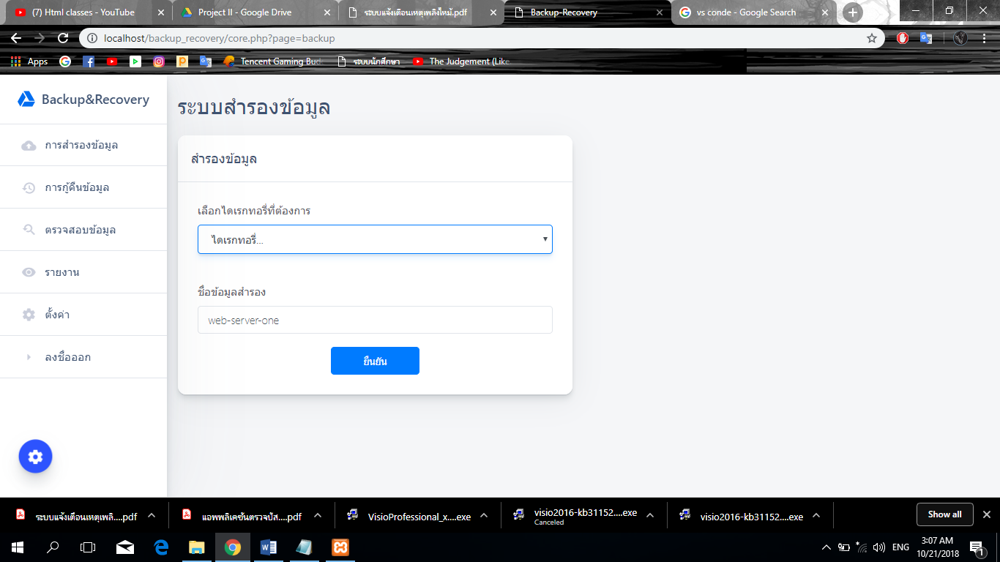 (7) Html classes - YouTube
Project II - Google Drive
ระบบแจ้งเตือนเหตุเพลิงไหม้.pdf
Backup-Recovery
vs conde - Google Search
localhost/backup_recovery/core.php?page=backup
Apps
Tencent Gaming Bud
ระบบนักศึกษา
The Judgement (Like
Backup&Recovery
การสำรองข้อมูล
การกู้คืนข้อมูล
ตรวจสอบข้อมูล
รายงาน
ตั้งค่า
ลงชื่อออก
ระบบสำรองข้อมูล
สำรองข้อมูล
เลือกไดเรกทอรี่ที่ต้องการ
ไดเรกทอรี่...
ชื่อข้อมูลสำรอง
web-server-one
ยืนยัน
ระบบแจ้งเตือนเหตุเพลิ....pdf
แอพพลิเคชันตรวจบัส....pdf
VisioProfessional_x....exe
visio2016-kb31152....exe
Canceled
visio2016-kb31152....exe
Show all
ENG
3:07 AM
10/21/2018
1